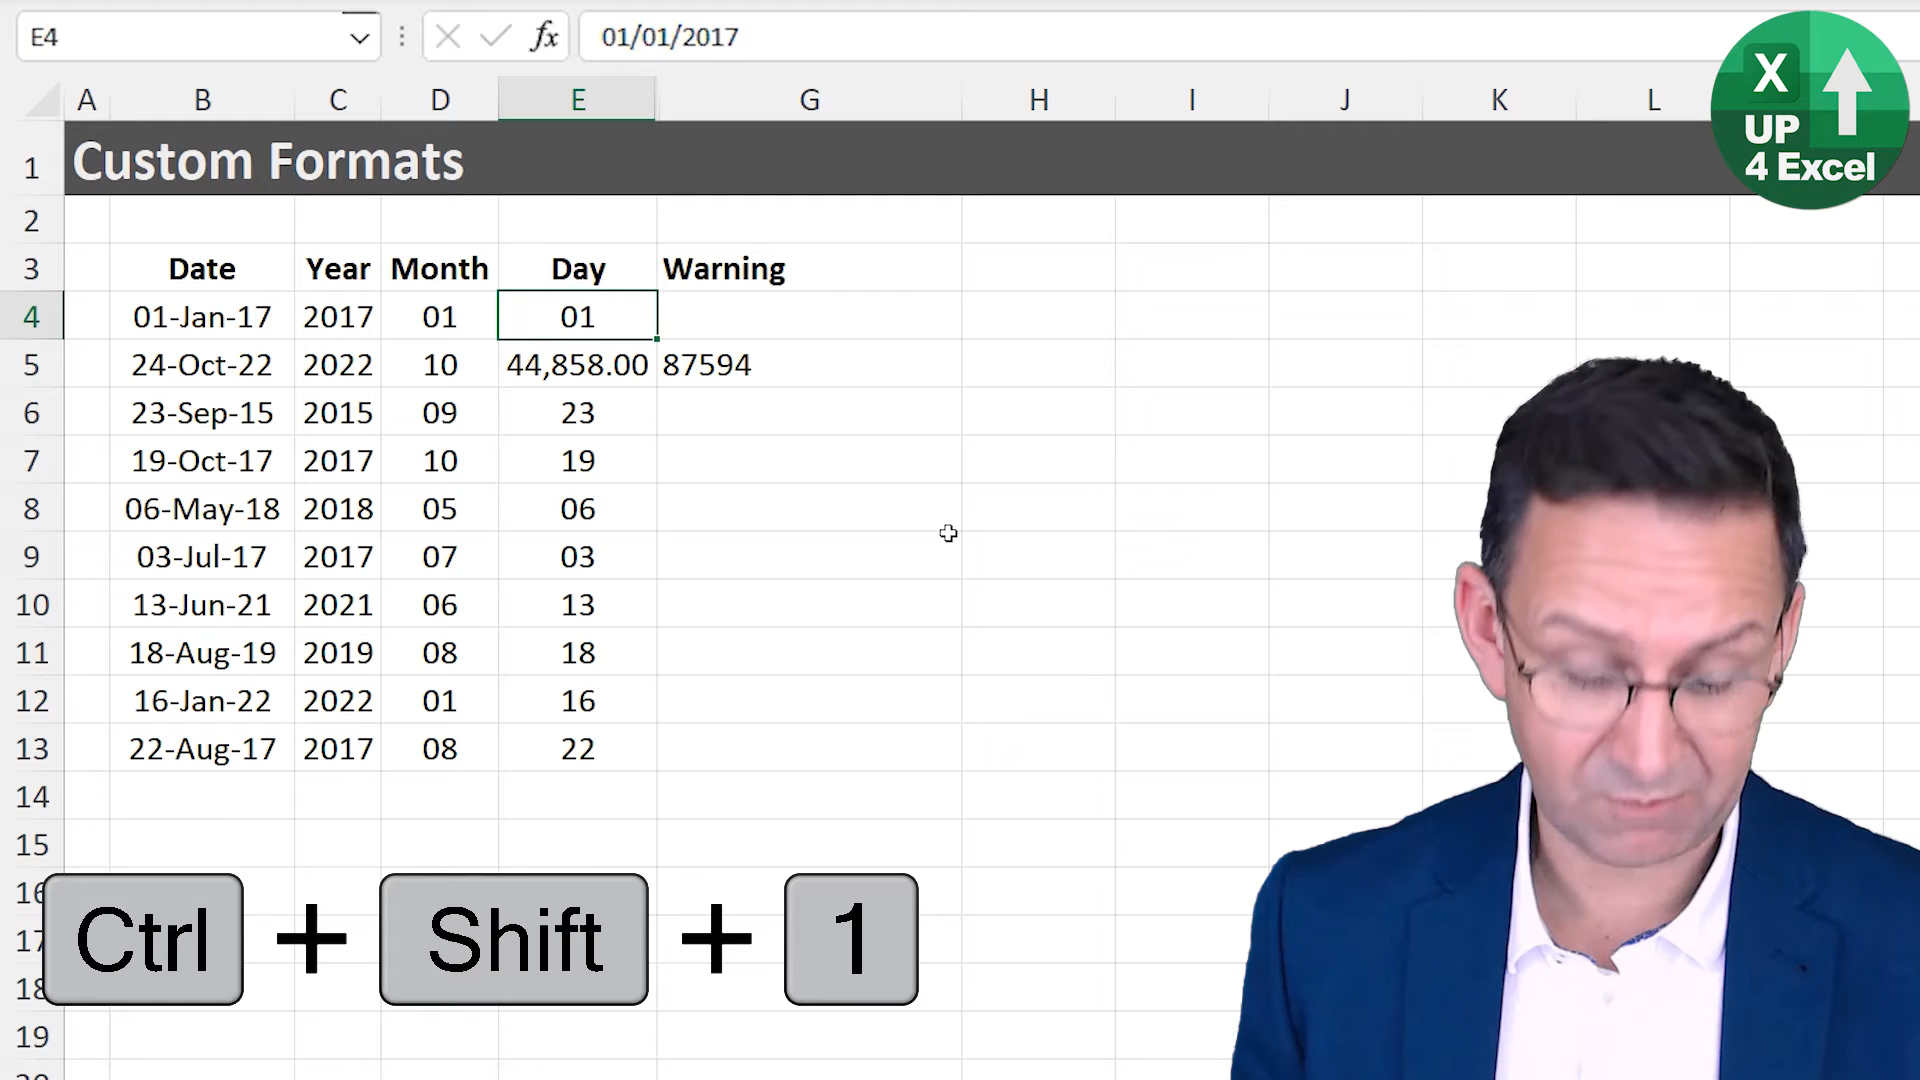 E4 fx 01/01/2017
X
UP
4 Excel
A B C D E G H I J K L
1 Custom Formats
2
3 Date Year Month Day Warning
4 01-Jan-17 2017 01 01
5 24-Oct-22 2022 10 44,858.00 87594
6 23-Sep-15 2015 09 23
7 19-Oct-17 2017 10 19
8 06-May-18 2018 05 06
9 03-Jul-17 2017 07 03
10 13-Jun-21 2021 06 13
11 18-Aug-19 2019 08 18
12 16-Jan-22 2022 01 16
13 22-Aug-17 2017 08 22
14
15
16
17
18
19
Ctrl + Shift + 1